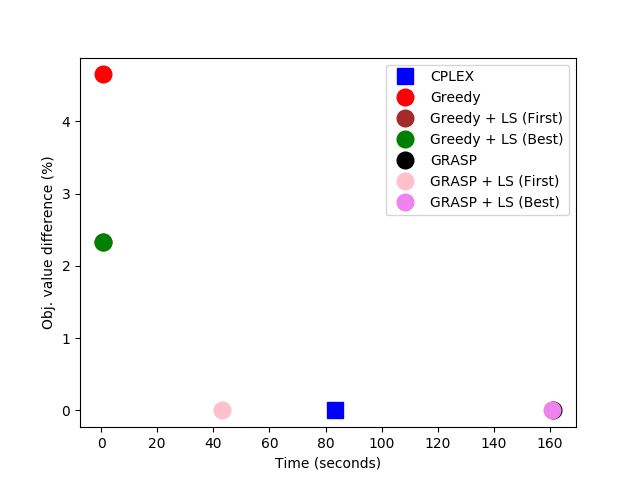 CPLEX
Greedy
Greedy + LS (First)
Greedy + LS (Best)
GRASP
GRASP + LS (First)
GRASP + LS (Best)
Obj. value difference (%)
4
3
2
1
0
0 20 40 60 80 100 120 140 160
Time (seconds)